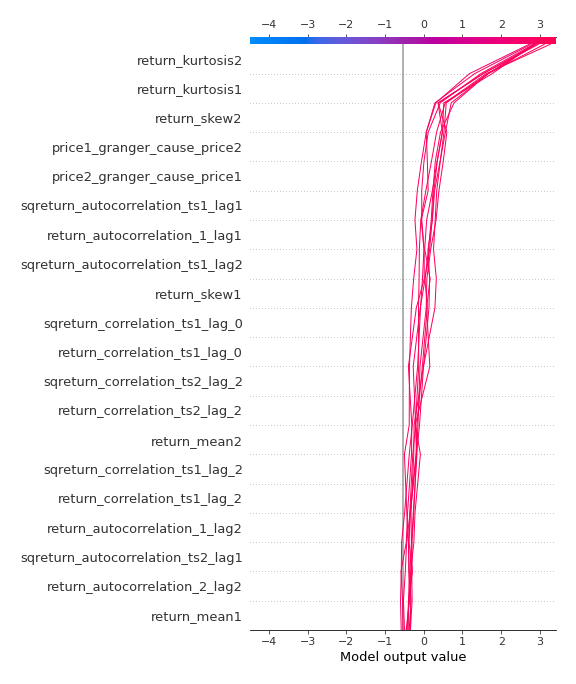 −4 −3 −2 −1 0 1 2 3
return_kurtosis2
return_kurtosis1
return_skew2
price1_granger_cause_price2
price2_granger_cause_price1
sqreturn_autocorrelation_ts1_lag1
return_autocorrelation_1_lag1
sqreturn_autocorrelation_ts1_lag2
return_skew1
sqreturn_correlation_ts1_lag_0
return_correlation_ts1_lag_0
sqreturn_correlation_ts2_lag_2
return_correlation_ts2_lag_2
return_mean2
sqreturn_correlation_ts1_lag_2
return_correlation_ts1_lag_2
return_autocorrelation_1_lag2
sqreturn_autocorrelation_ts2_lag1
return_autocorrelation_2_lag2
return_mean1
−4 −3 −2 −1 0 1 2 3
Model output value